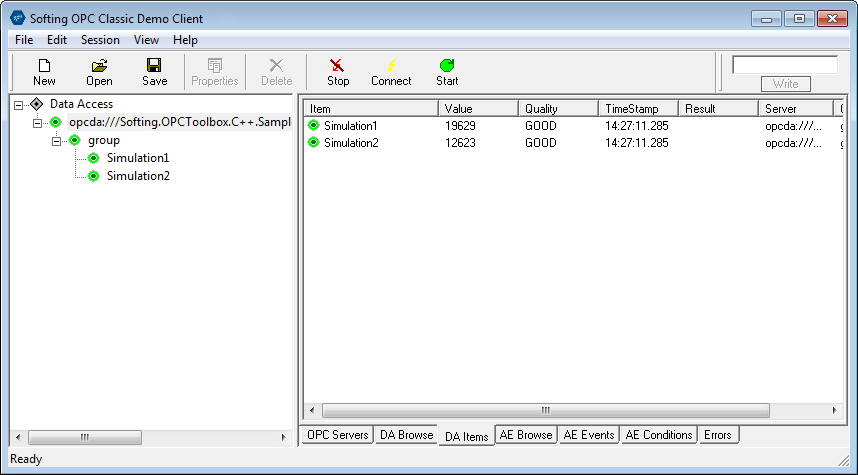 Softing OPC Classic Demo Client
File Edit Session View Help
New Open Save Properties Delete Stop Connect Start Write
Data Access
opcda:///Softing.OPCToolbox.C++.Sampl
group
Simulation1
Simulation2
Item Value Quality TimeStamp Result Server
Simulation1 19629 GOOD 14:27:11.285 opcda:///...
Simulation2 12623 GOOD 14:27:11.285 opcda:///...
OPC Servers DA Browse DA Items AE Browse AE Events AE Conditions Errors
Ready